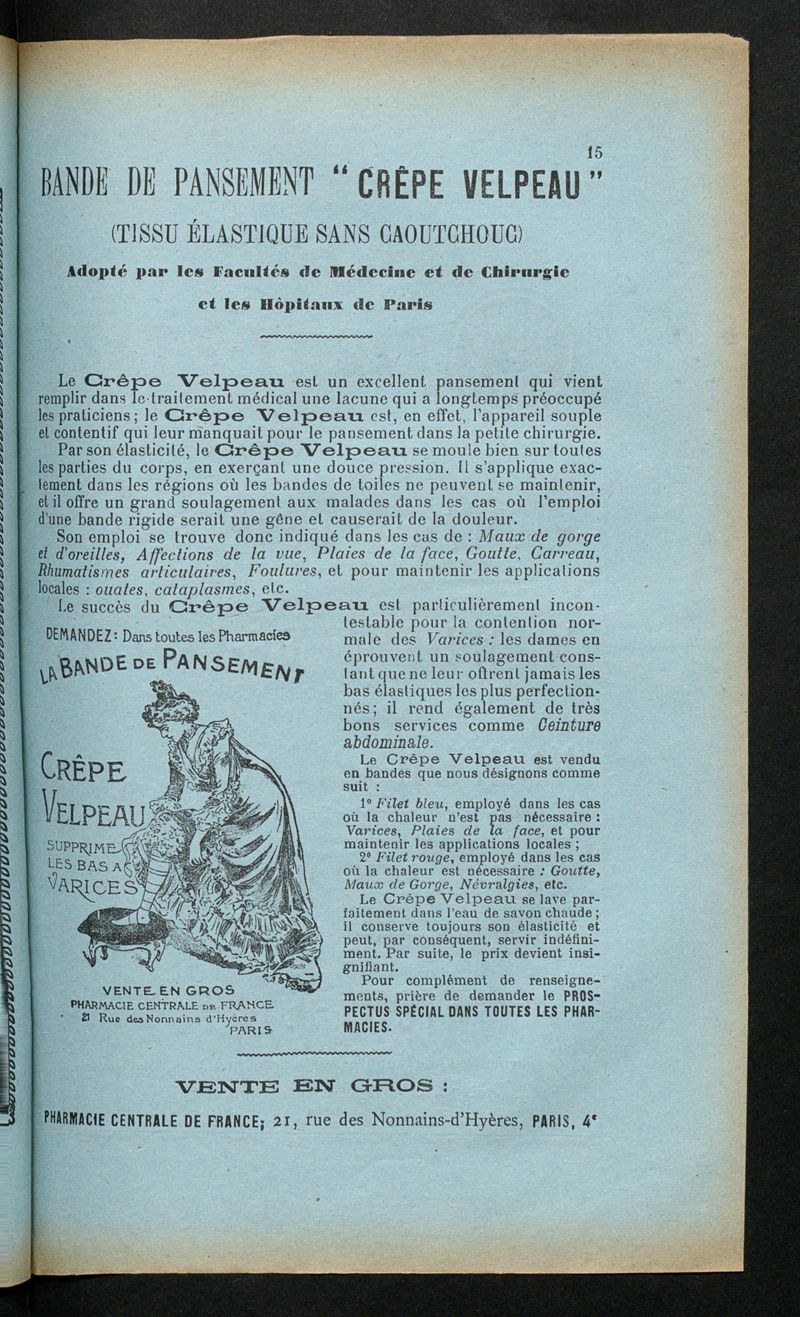 15
BANDE DE PANSEMENT “ CRÊPE VELPEAU ”
(TISSU ÉLASTIQUE SANS CAOUTCHOUC)
Adopté par les Facultés de Médecine et de Chirurgie
et les Hôpitaux de Paris
Le Crêpe Velpeau est un excellent pansement qui vient
remplir dans le traitement médical une lacune qui a longtemps préoccupé
les praticiens ; le Crêpe Velpeau est, en effet, l'appareil souple
et contentif qui leur manquait pour le pansement dans la petite chirurgie.
Par son élasticité, le Crêpe Velpeau se moule bien sur toutes
les parties du corps, en exerçant une douce pression. Il s'applique exac-
tement dans les régions où les bandes de toiles ne peuvent se maintenir,
et il offre un grand soulagement aux malades dans les cas où l'emploi
d'une bande rigide serait une gêne et causerait de la douleur.
Son emploi se trouve donc indiqué dans les cas de : Maux de gorge
et d'oreilles, Affections de la vue, Plaies de la face, Goutte, Carreau,
Rhumatismes articulaires, Foulures, et pour maintenir les applications
locales : ouates, cataplasmes, etc.
Le succès du Crêpe Velpeau est particulièrement incon-
testable pour la contention nor-
male des Varices : les dames en
éprouvent un soulagement cons-
tant que ne leur offrent jamais les
bas élastiques les plus perfection-
nés ; il rend également de très
bons services comme Ceinture
abdominale.
Le Crêpe Velpeau est vendu
en bandes que nous désignons comme
suit :
1° Filet bleu, employé dans les cas
où la chaleur n'est pas nécessaire :
Varices, Plaies de la face, et pour
maintenir les applications locales ;
2° Filet rouge, employé dans les cas
où la chaleur est nécessaire : Goutte,
Maux de Gorge, Névralgies, etc.
Le Crêpe Velpeau se lave par-
faitement dans l'eau de savon chaude ;
il conserve toujours son élasticité et
peut, par conséquent, servir indéfini-
ment. Par suite, le prix devient insi-
gnifiant.
Pour complément de renseigne-
ments, prière de demander le PROS-
PECTUS SPÉCIAL DANS TOUTES LES PHAR-
MACIES.
DEMANDEZ : Dans toutes les Pharmacies
LA BANDE DE PANSEMENT
CRÊPE
VELPEAU
SUPPRIME
LES BAS A
VARICES
VENTE EN GROS
PHARMACIE CENTRALE DE FRANCE
21 Rue des Nonnains d'Hyères
PARIS
VENTE EN GROS :
PHARMACIE CENTRALE DE FRANCE; 21, rue des Nonnains-d'Hyères, PARIS, 4e